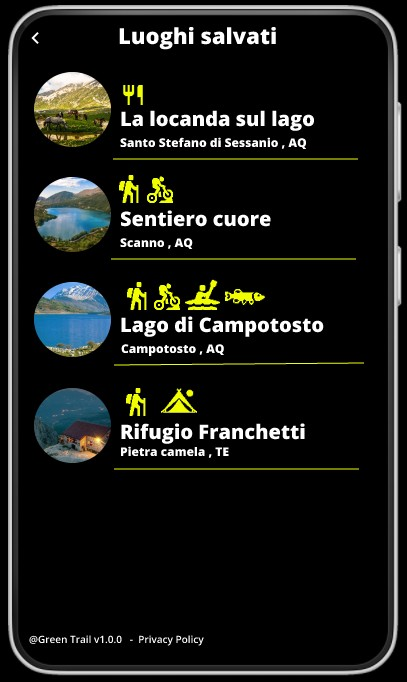 Luoghi salvati
La locanda sul lago
Santo Stefano di Sessanio , AQ
Sentiero cuore
Scanno , AQ
Lago di Campotosto
Campotosto , AQ
Rifugio Franchetti
Pietra camela , TE
@Green Trail v1.0.0 - Privacy Policy